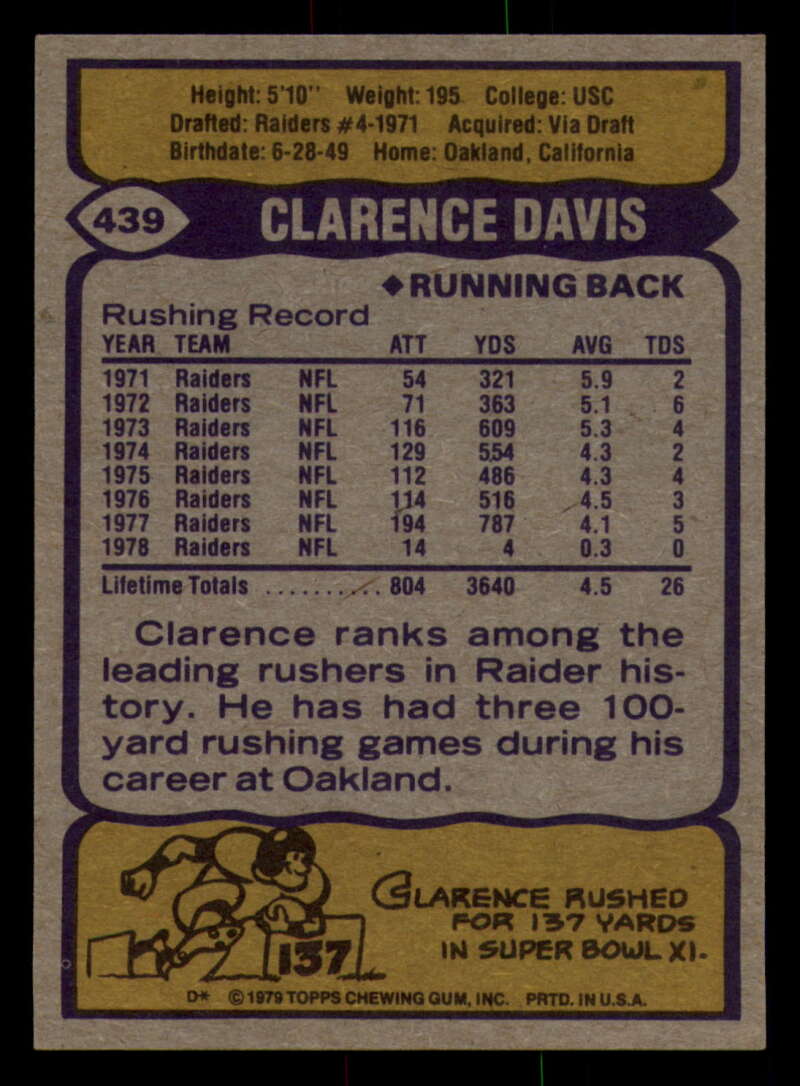 Height: 5'10" Weight: 195 College: USC
Drafted: Raiders #4-1971 Acquired: Via Draft
Birthdate: 6-28-49 Home: Oakland, California
439 CLARENCE DAVIS
◆RUNNING BACK
Rushing Record
YEAR TEAM ATT YDS AVG TDS
1971 Raiders NFL 54 321 5.9 2
1972 Raiders NFL 71 363 5.1 6
1973 Raiders NFL 116 609 5.3 4
1974 Raiders NFL 129 554 4.3 2
1975 Raiders NFL 112 486 4.3 4
1976 Raiders NFL 114 516 4.5 3
1977 Raiders NFL 194 787 4.1 5
1978 Raiders NFL 14 4 0.3 0
Lifetime Totals .......... 804 3640 4.5 26
Clarence ranks among the
leading rushers in Raider his-
tory. He has had three 100-
yard rushing games during his
career at Oakland.
CLARENCE RUSHED
FOR 137 YARDS
IN SUPER BOWL XI.
137
D* © 1979 TOPPS CHEWING GUM, INC. PRTD. IN U.S.A.